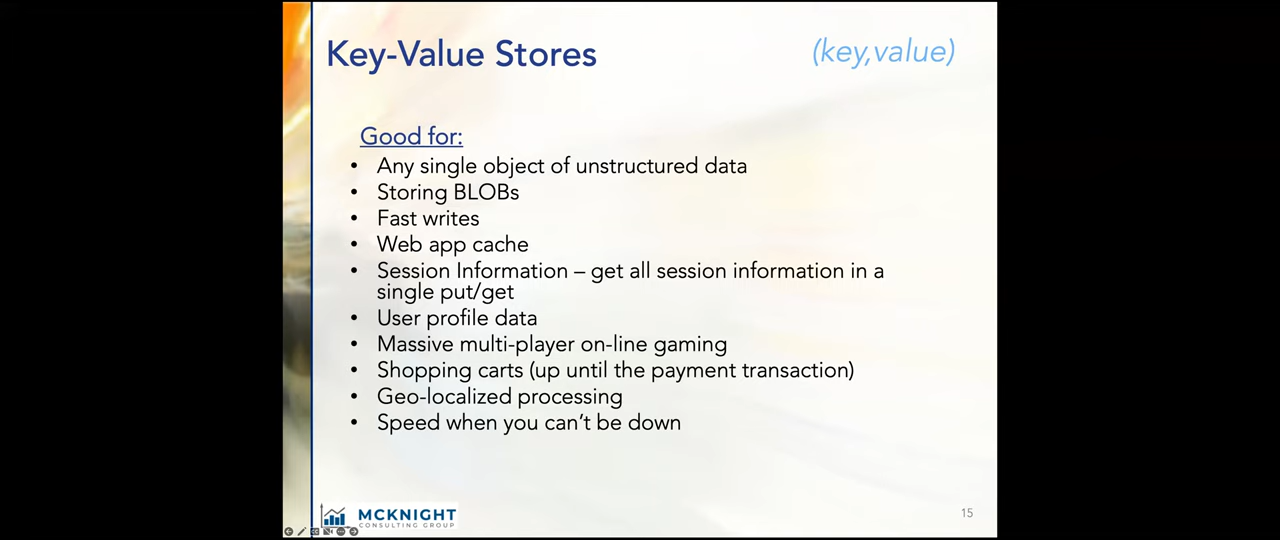 Key-Value Stores
(key,value)
Good for:
• Any single object of unstructured data
• Storing BLOBs
• Fast writes
• Web app cache
• Session Information – get all session information in a
single put/get
• User profile data
• Massive multi-player on-line gaming
• Shopping carts (up until the payment transaction)
• Geo-localized processing
• Speed when you can’t be down
MCKNIGHT
CONSULTING GROUP
15